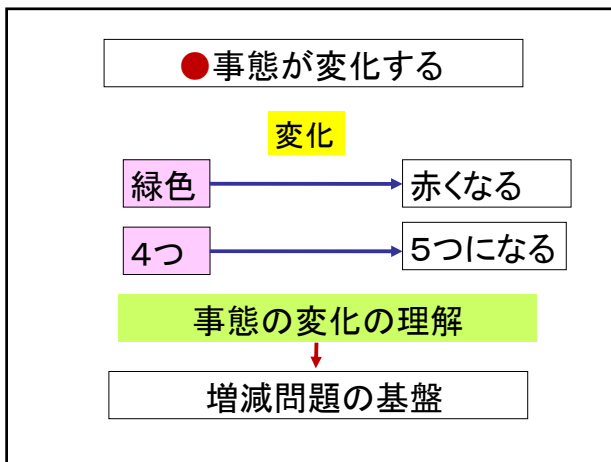 ●事態が変化する
変化
緑色 赤くなる
４つ ５つになる
事態の変化の理解
増減問題の基盤